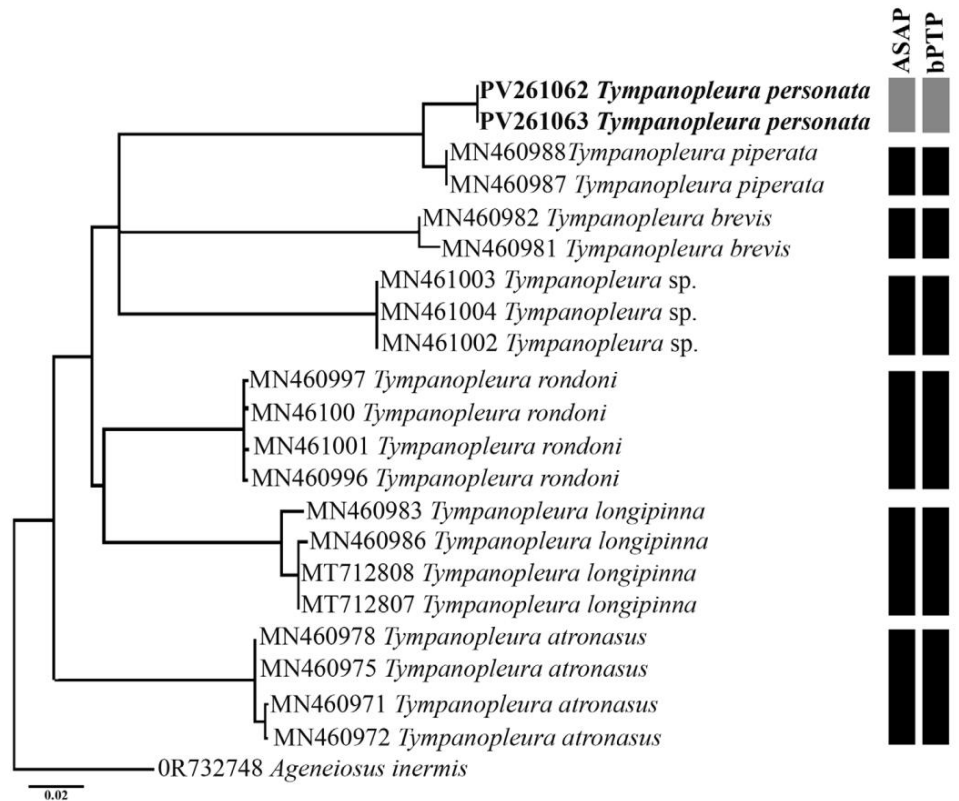 ASAP
bPTP
PV261062 Tympanopleura personata
PV261063 Tympanopleura personata
MN460988Tympanopleura piperata
MN460987 Tympanopleura piperata
MN460982 Tympanopleura brevis
MN460981 Tympanopleura brevis
MN461003 Tympanopleura sp.
MN461004 Tympanopleura sp.
MN461002 Tympanopleura sp.
MN460997 Tympanopleura rondoni
MN46100 Tympanopleura rondoni
MN461001 Tympanopleura rondoni
MN460996 Tympanopleura rondoni
MN460983 Tympanopleura longipinna
MN460986 Tympanopleura longipinna
MT712808 Tympanopleura longipinna
MT712807 Tympanopleura longipinna
MN460978 Tympanopleura atronasus
MN460975 Tympanopleura atronasus
MN460971 Tympanopleura atronasus
MN460972 Tympanopleura atronasus
0R732748 Ageneiosus inermis
0.02